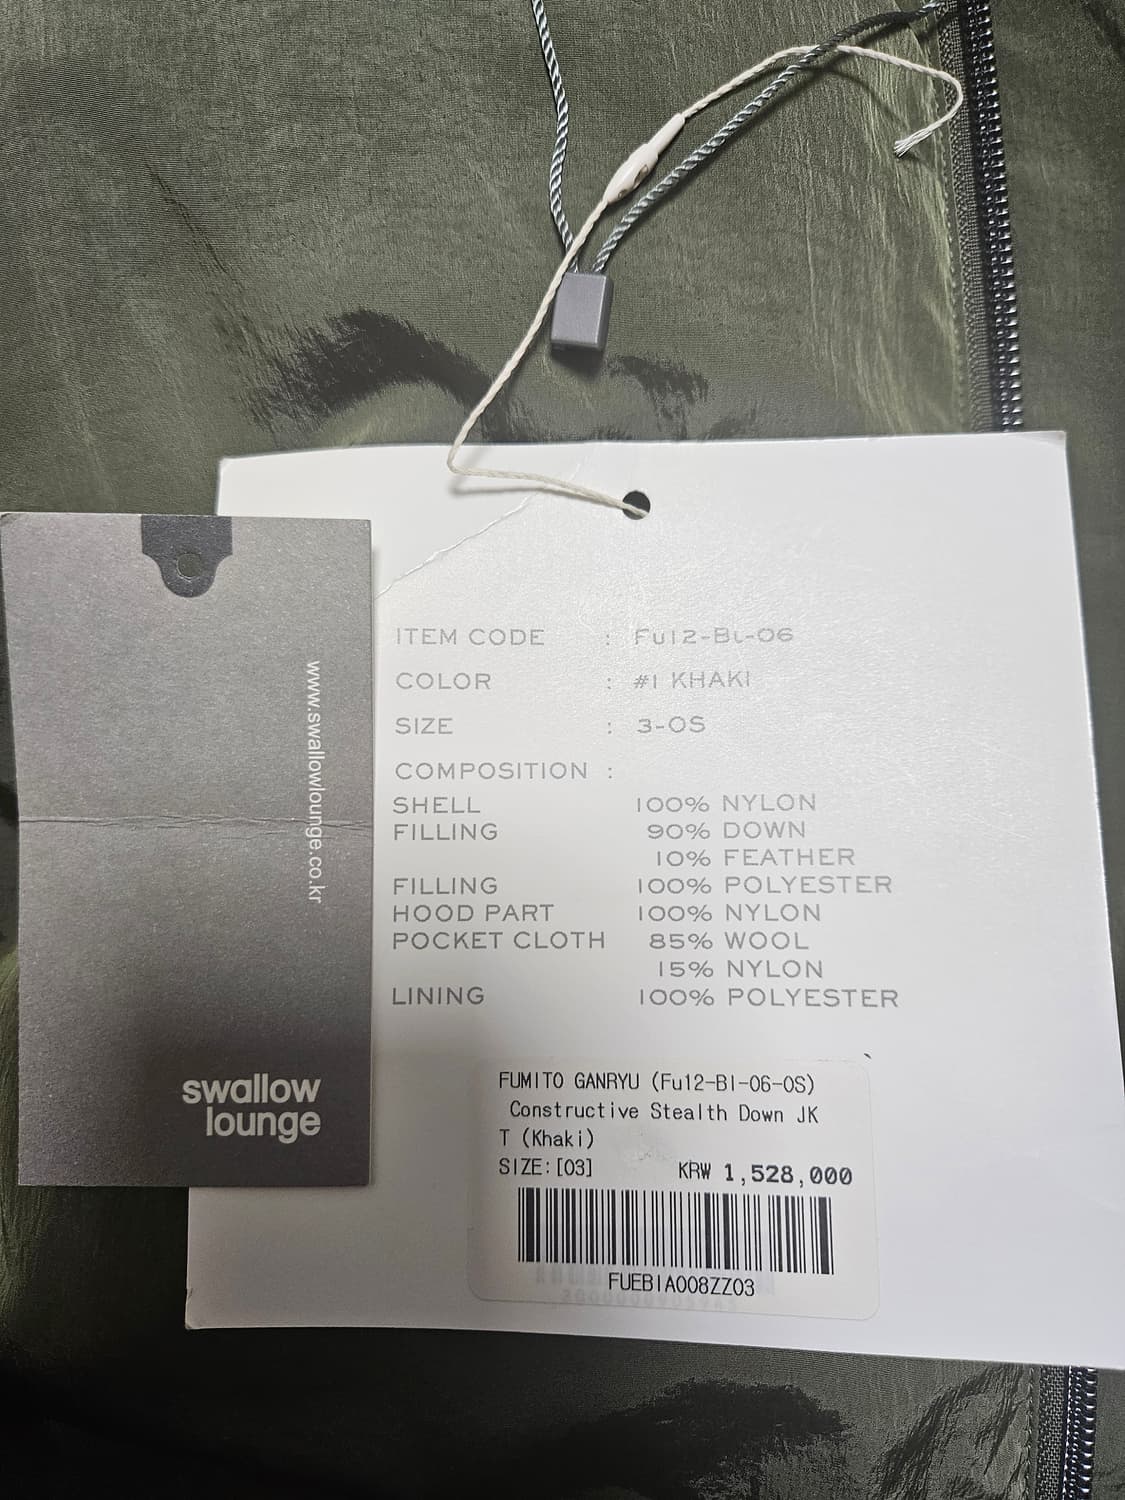 ITEM CODE : Fu12-Bl-06
COLOR : #1 KHAKI
SIZE : 3-OS
COMPOSITION :
SHELL 100% NYLON
FILLING 90% DOWN
10% FEATHER
FILLING 100% POLYESTER
HOOD PART 100% NYLON
POCKET CLOTH 85% WOOL
15% NYLON
LINING 100% POLYESTER
www.swallowlounge.co.kr
swallow
lounge
FUMITO GANRYU (Fu12-Bl-06-OS)
Constructive Stealth Down JK
T (Khaki)
SIZE:[03] KRW 1,528,000
FUEBIA008ZZ03